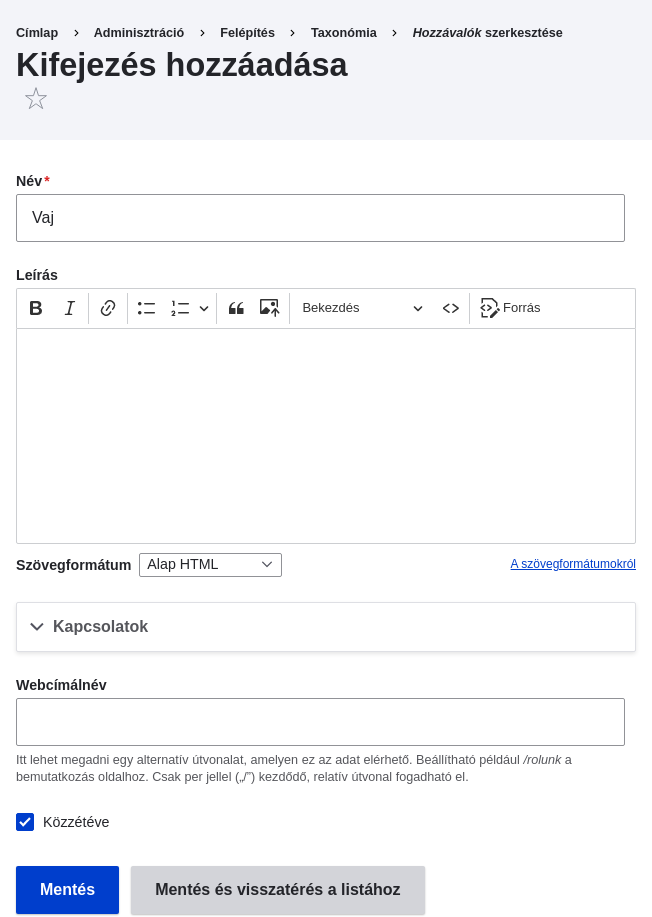 Címlap > Adminisztráció > Felépítés > Taxonómia > Hozzávalók szerkesztése
Kifejezés hozzáadása
Név*
Vaj
Leírás
B I Bekezdés Forrás
Szövegformátum Alap HTML A szövegformátumokról
Kapcsolatok
Webcímálnév
Itt lehet megadni egy alternatív útvonalat, amelyen ez az adat elérhető. Beállítható például /rolunk a
bemutatkozás oldalhoz. Csak per jellel („/”) kezdődő, relatív útvonal fogadható el.
Közzétéve
Mentés Mentés és visszatérés a listához